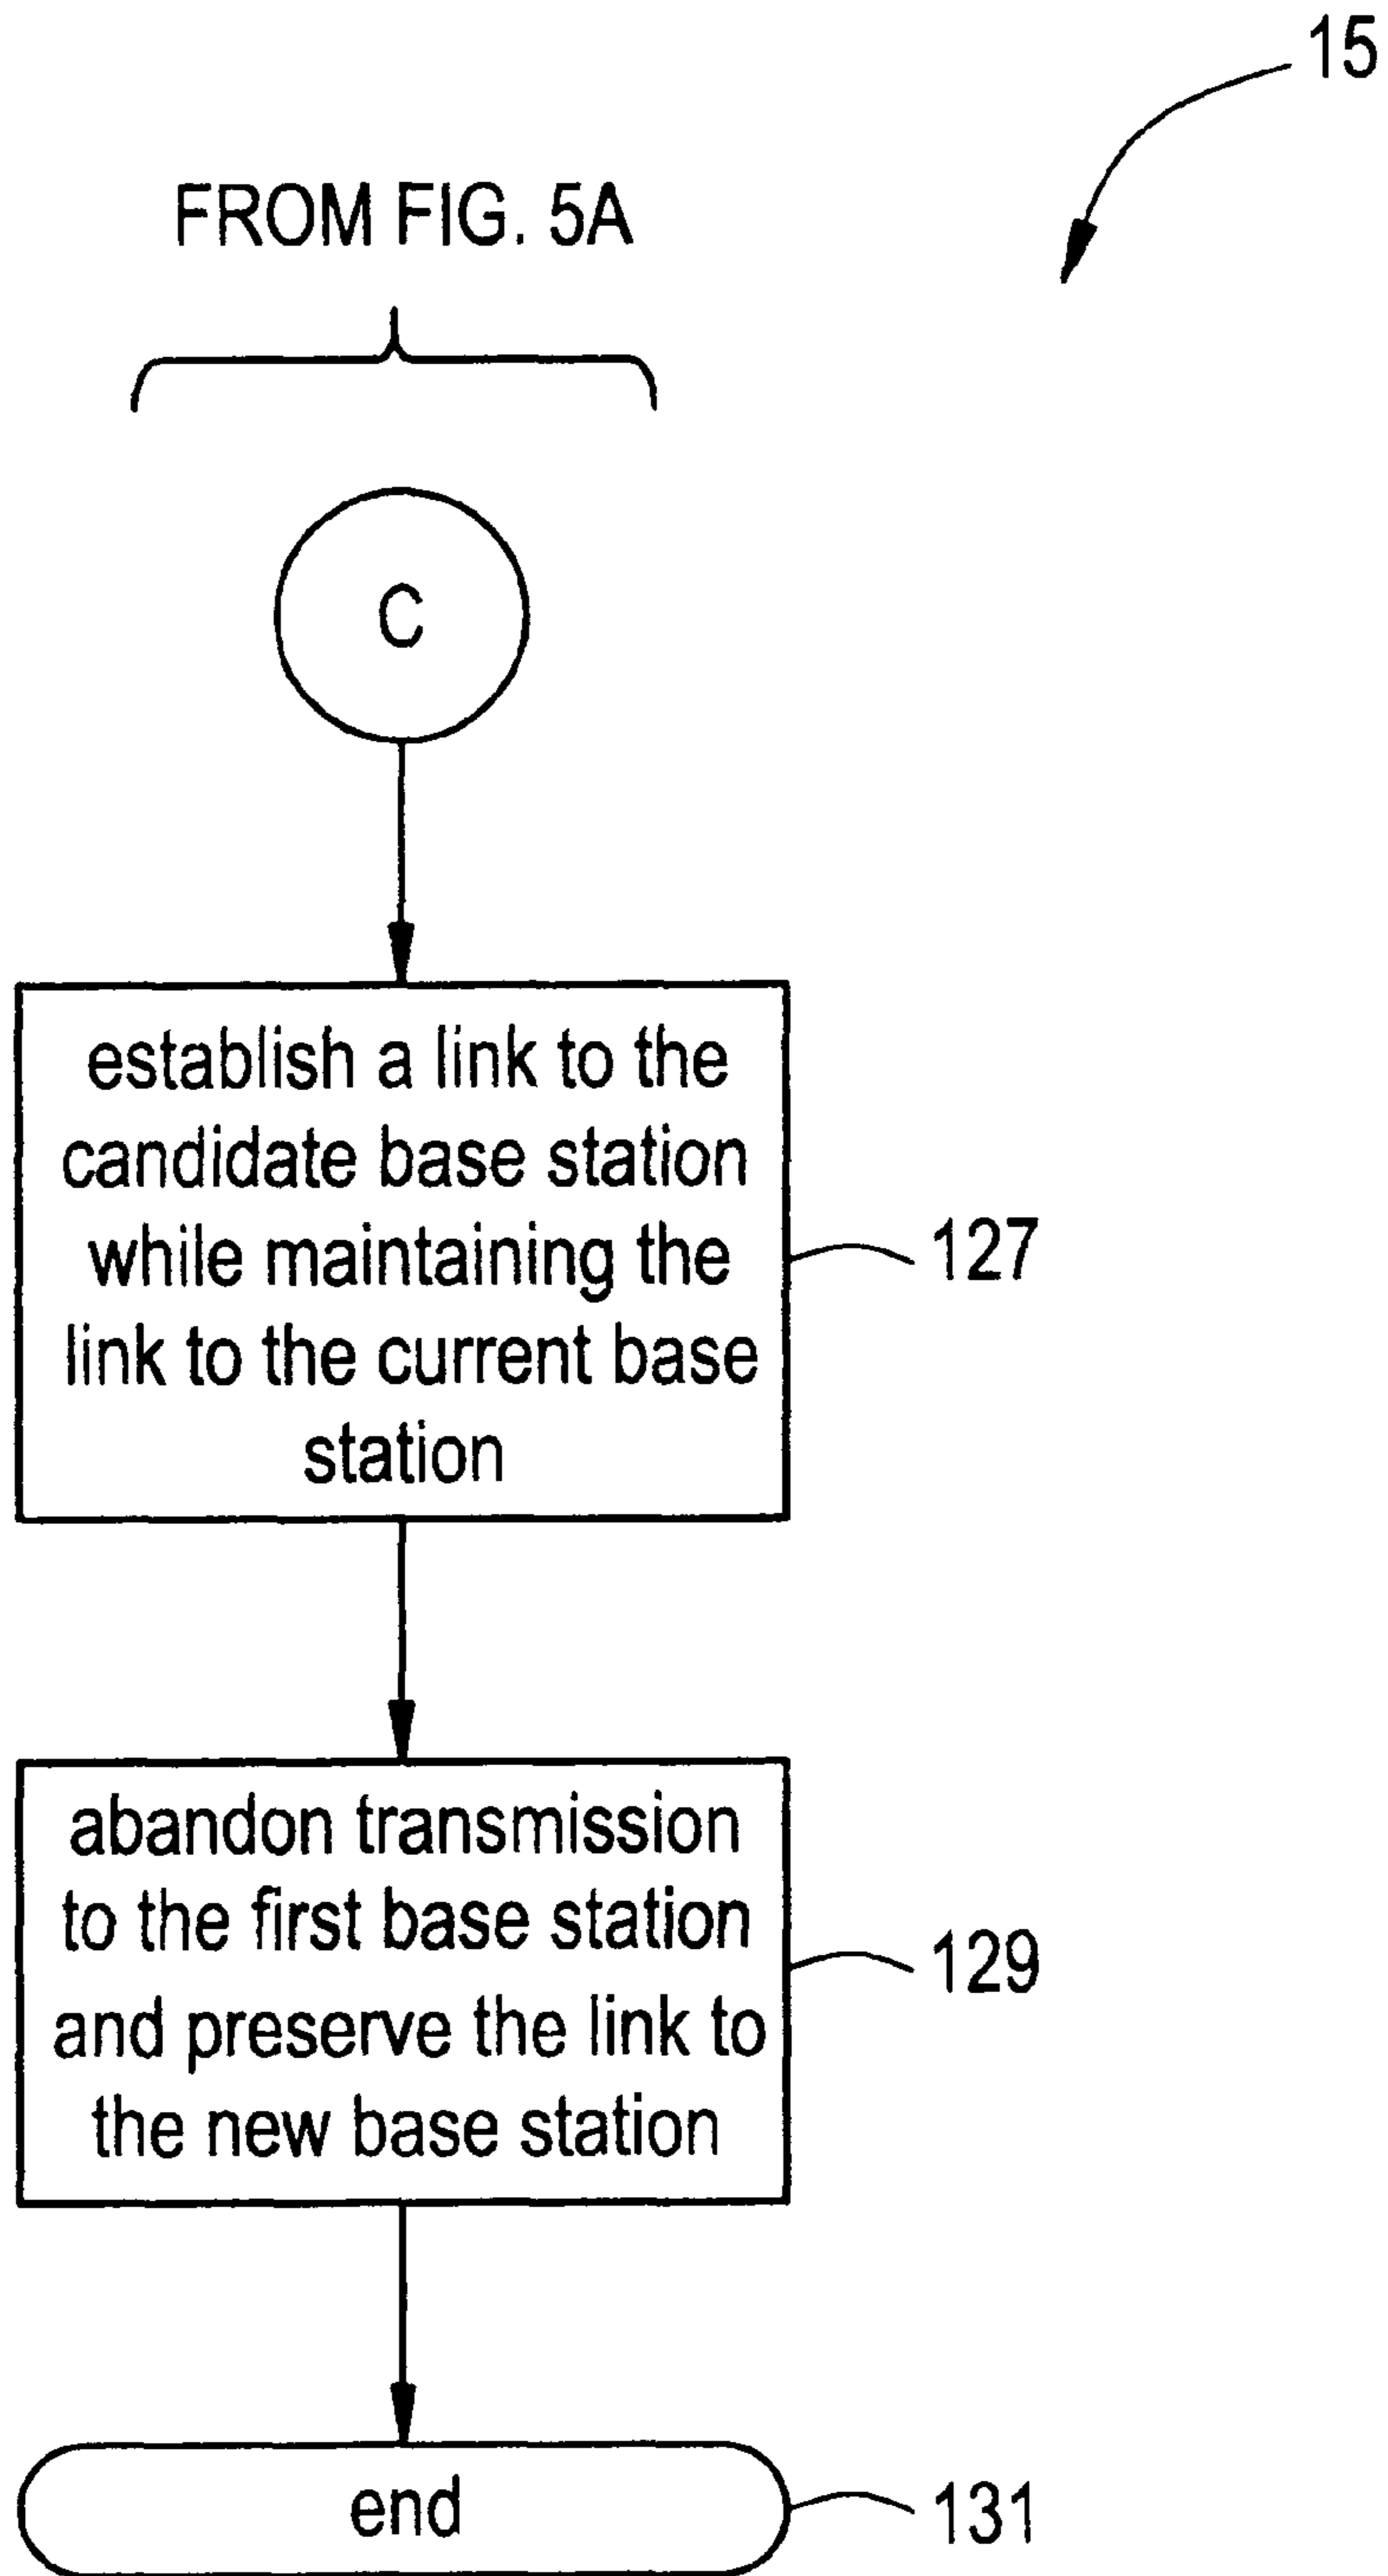 15
FROM FIG. 5A
C
establish a link to the
candidate base station
while maintaining the
link to the current base
station
127
abandon transmission
to the first base station
and preserve the link to
the new base station
129
end
131